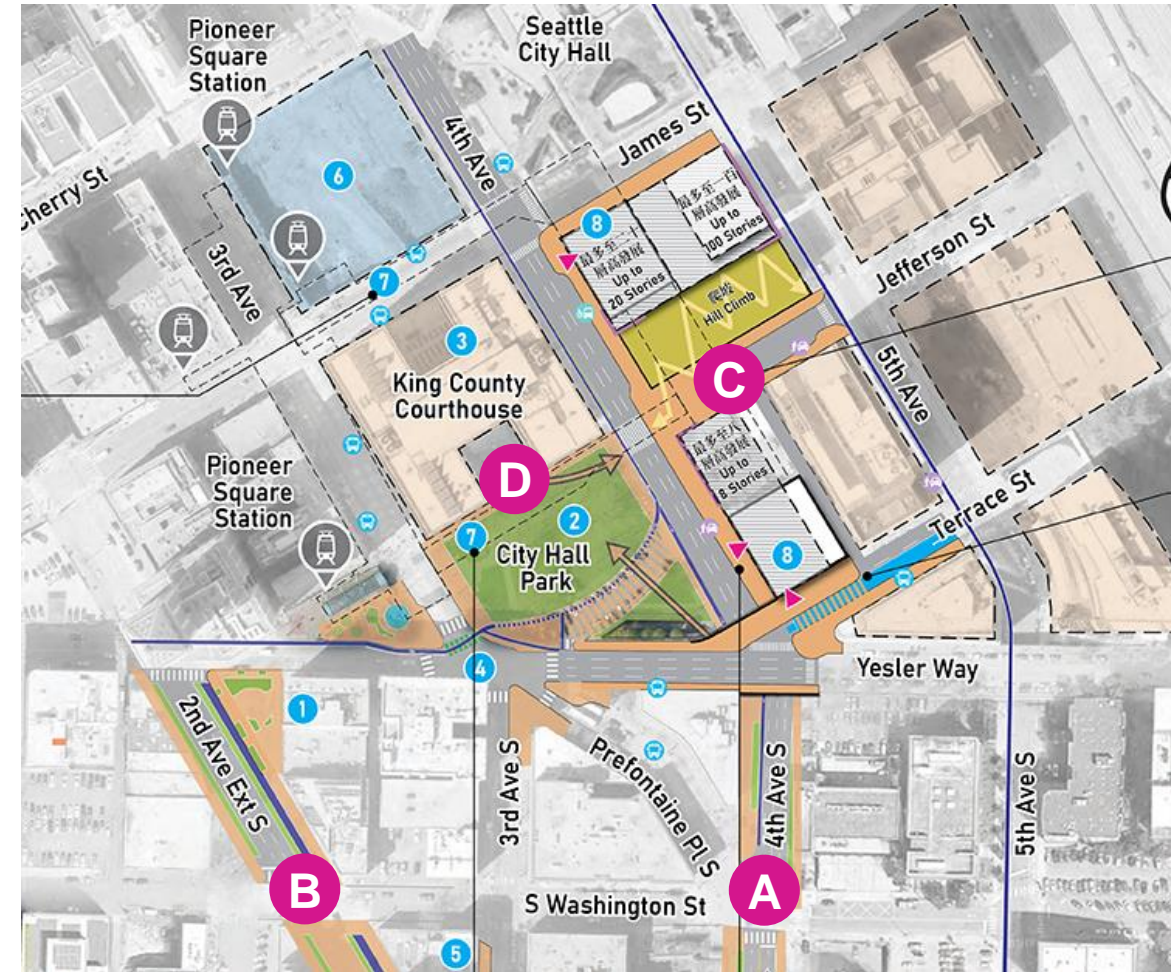 Pioneer
Square
Station
Seattle
City Hall
4th Ave
James St
Cherry St
6
8
最多至二十
層高發展
Up to
20 Stories
最多至一百
層高發展
Up to
100 Stories
3rd Ave
7
Jefferson St
爬坡
Hill Climb
3
King County
Courthouse
C
5th Ave
最多至八
層高發展
Up to
8 Stories
D
Pioneer
Square
Station
2
7
City Hall
Park
8
Terrace St
4
Yesler Way
1
2nd Ave Ext S
3rd Ave S
Prefontaine Pl S
4th Ave S
5th Ave S
B
A
S Washington St
5